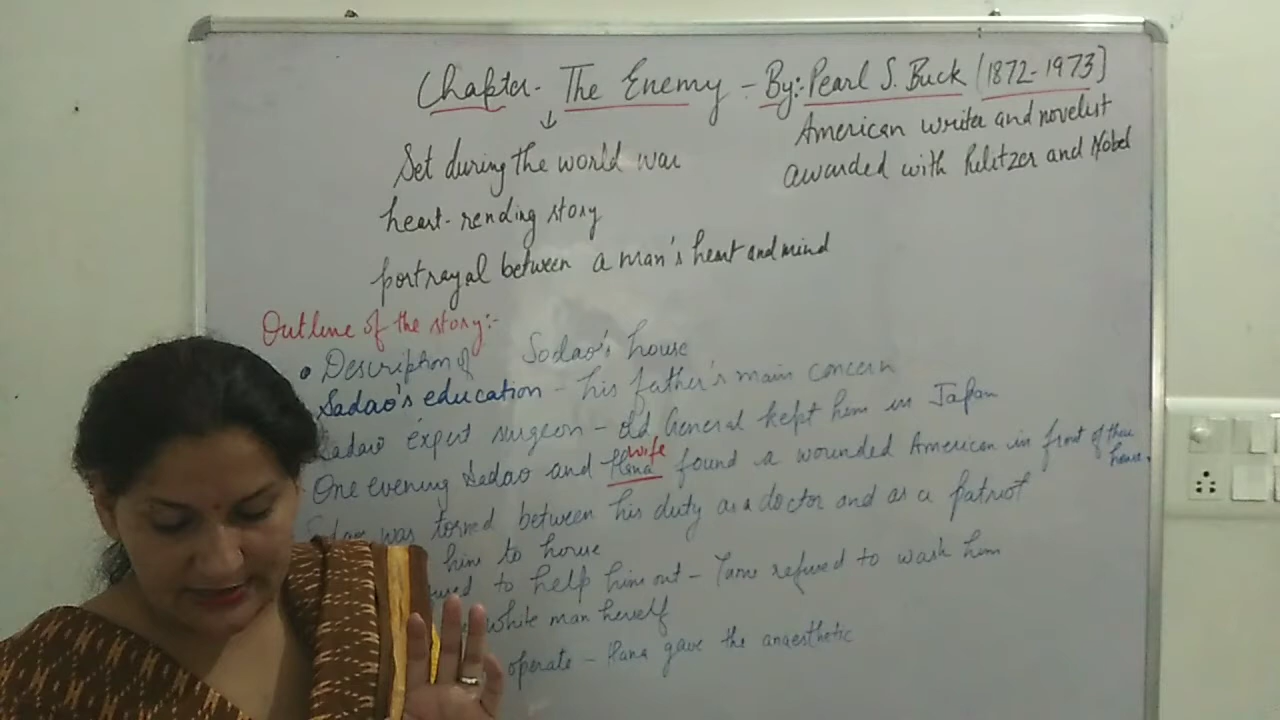 Chapter - The Enemy - By:- Pearl S. Buck (1872-1973)
American writer and novelist
awarded with Pulitzer and Nobel
Set during the world war
heart-rending story
portrayal between a man's heart and mind
Outline of the story:-
• Description of Sodao's house
Sadao's education - his father's main concern
Sadao expert surgeon - old General kept him in Japan
One evening Sadao and Hana wife found a wounded American in front of their house.
was torned between his duty as a doctor and as a patriot
him to house
to help him out - Yumi refused to wash him
white man herself
operate - Hana gave the anaesthetic